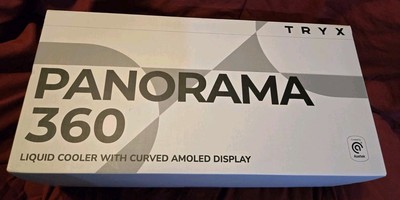 TRYX
PANORAMA
360
LIQUID COOLER WITH CURVED AMOLED DISPLAY